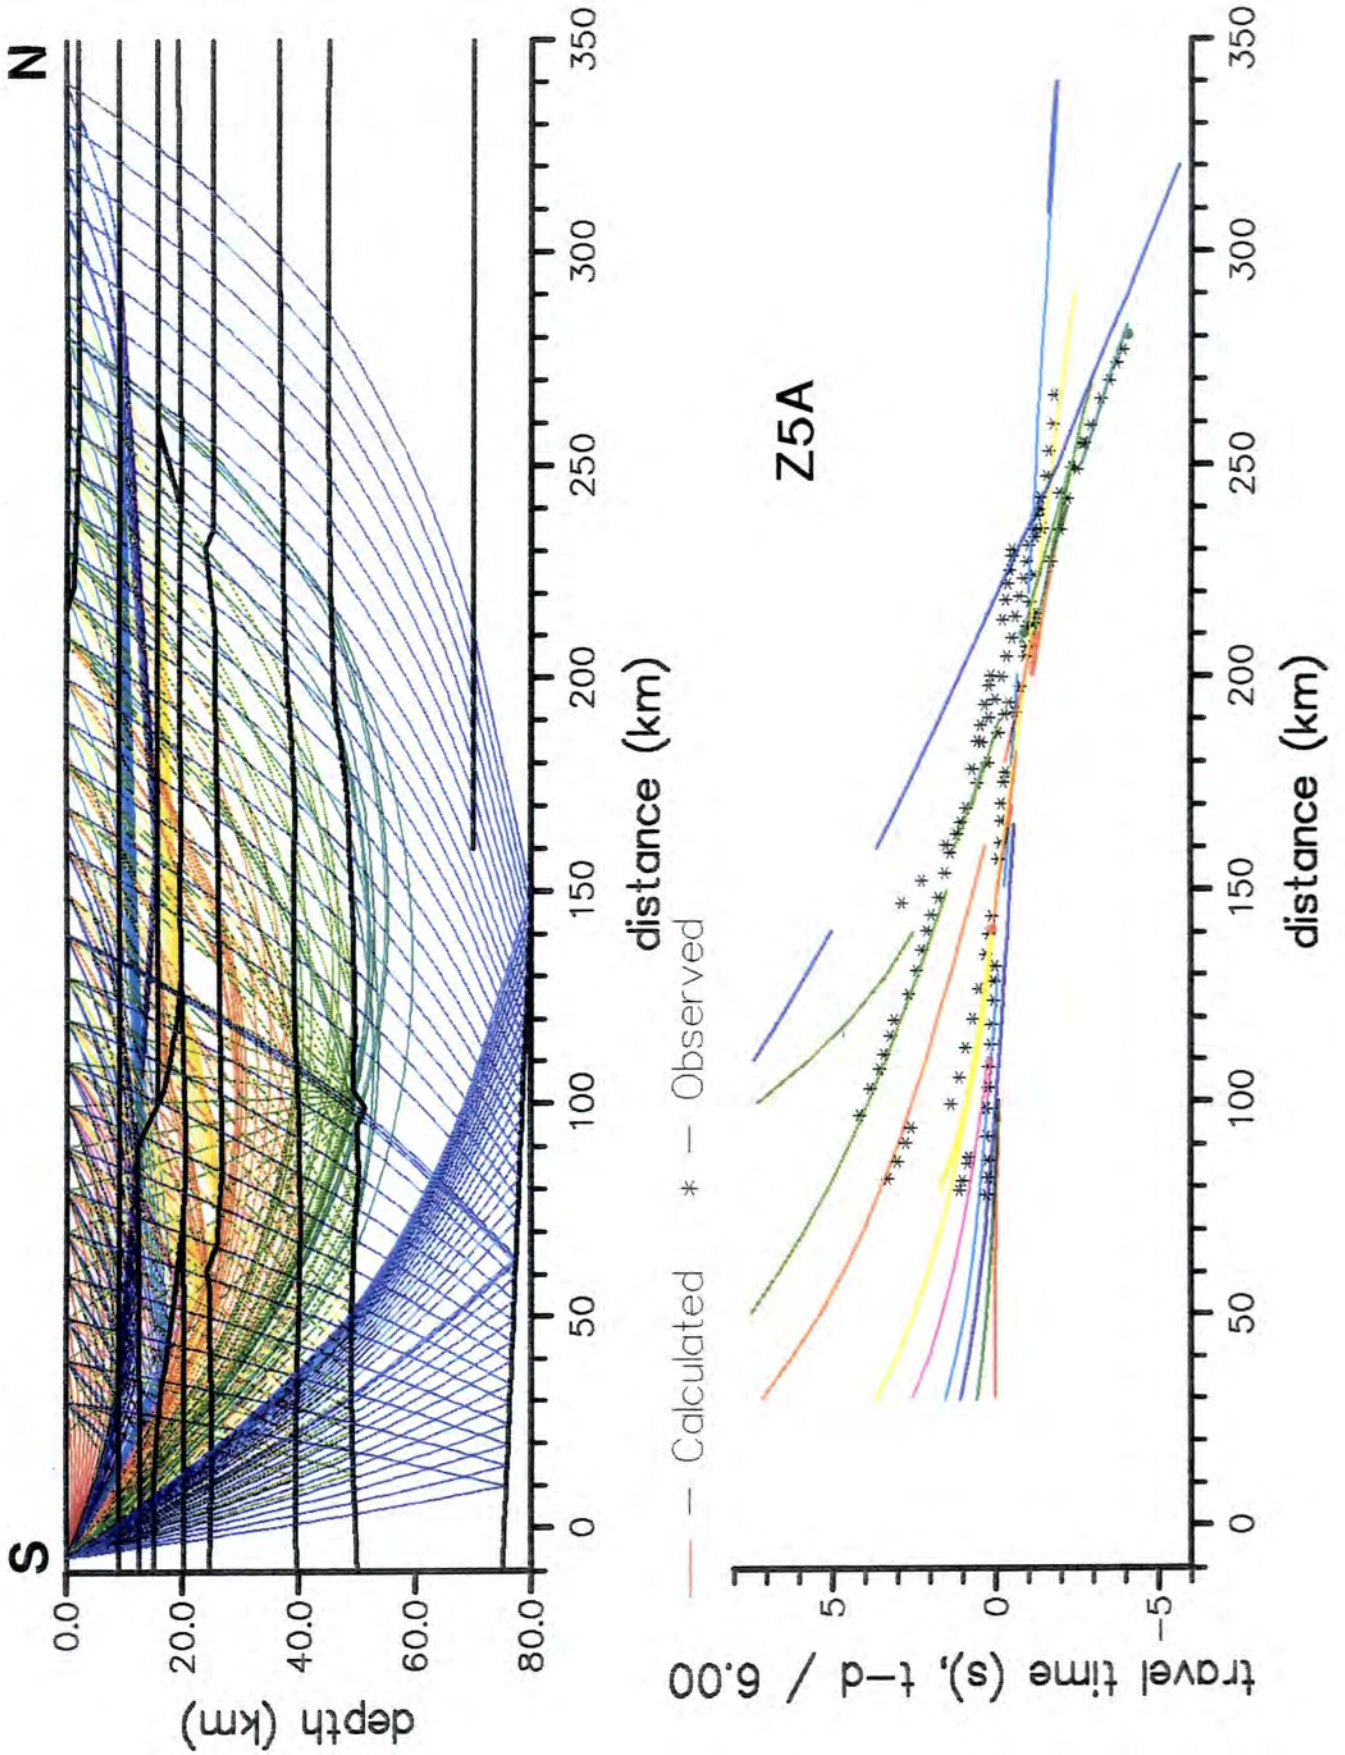 S N
0.0
20.0
40.0
60.0
80.0
depth (km)
0 50 100 150 200 250 300 350
distance (km)
— — Calculated * — Observed
Z5A
5
0
-5
travel time (s), t-d / 6.00
0 50 100 150 200 250 300 350
distance (km)